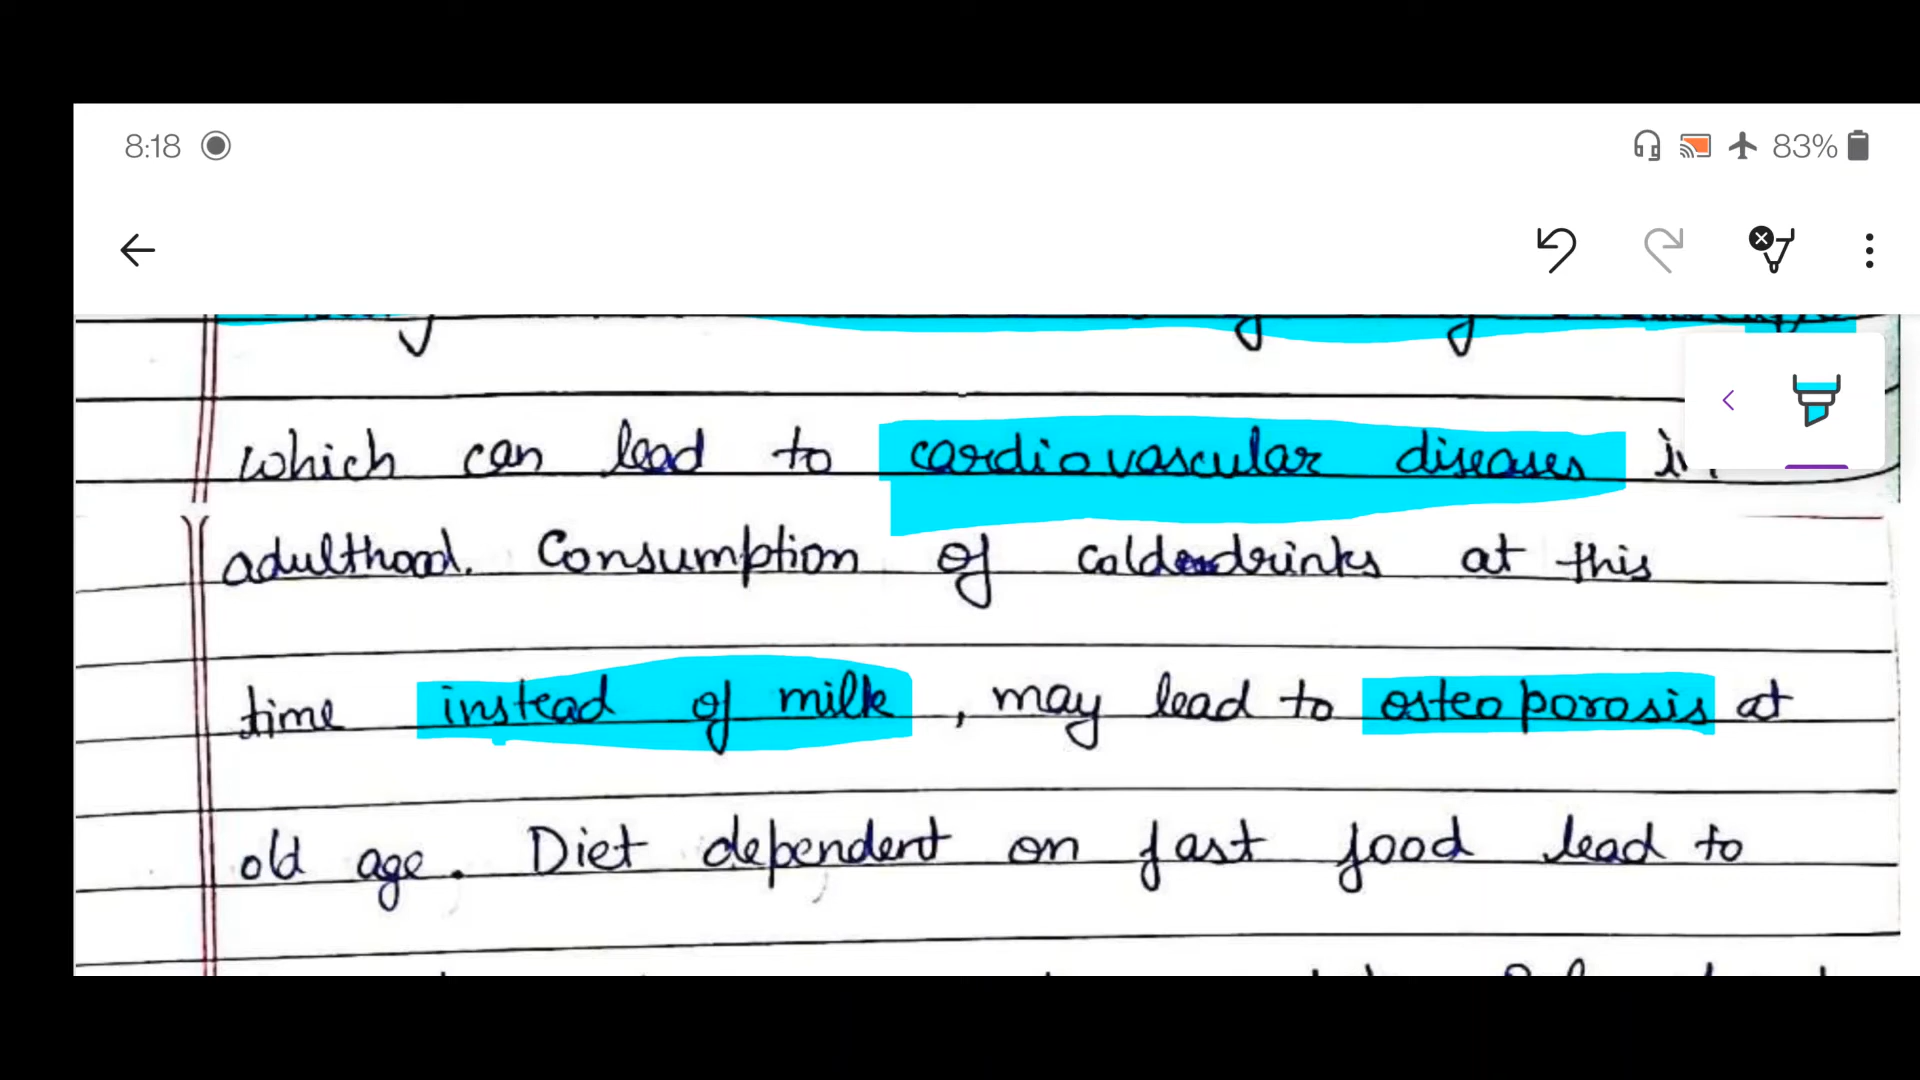 8:18
83%
which can lead to cardiovascular diseases in
adulthood. Consumption of colddrinks at this
time instead of milk, may lead to osteoporosis at
old age. Diet dependent on fast food lead to